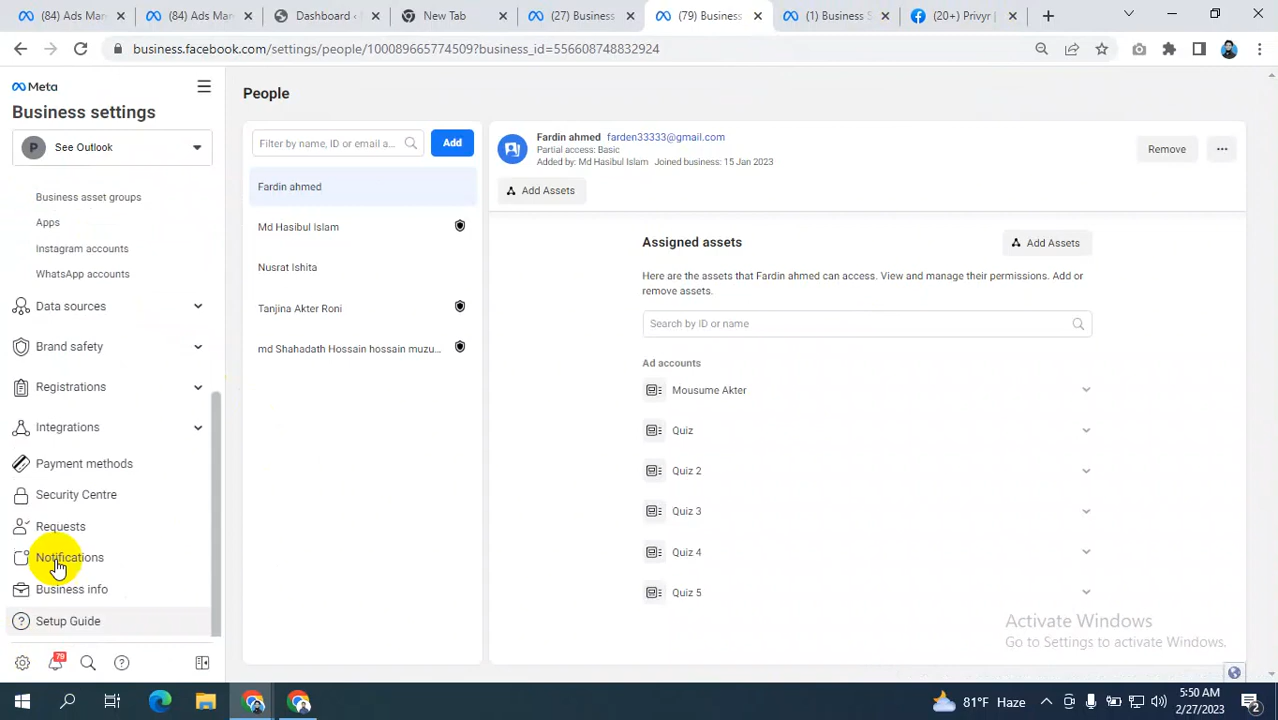 (84) Ads Man
(84) Ads Man
Dashboard ‹
New Tab
(27) Business
(79) Business
(1) Business S
(20+) Privyr |
business.facebook.com/settings/people/100089665774509?business_id=556608748832924
Meta
Business settings
P See Outlook
Business asset groups
Apps
Instagram accounts
WhatsApp accounts
Data sources
Brand safety
Registrations
Integrations
Payment methods
Security Centre
Requests
Notifications
Business info
Setup Guide
79
People
Filter by name, ID or email a...
Add
Fardin ahmed
Md Hasibul Islam
Nusrat Ishita
Tanjina Akter Roni
md Shahadath Hossain hossain muzu...
Fardin ahmed farden33333@gmail.com
Partial access: Basic
Added by: Md Hasibul Islam Joined business: 15 Jan 2023
Remove
Add Assets
Assigned assets
Add Assets
Here are the assets that Fardin ahmed can access. View and manage their permissions. Add or
remove assets.
Search by ID or name
Ad accounts
Mousume Akter
Quiz
Quiz 2
Quiz 3
Quiz 4
Quiz 5
Activate Windows
Go to Settings to activate Windows.
81°F Haze
5:50 AM
2/27/2023
2